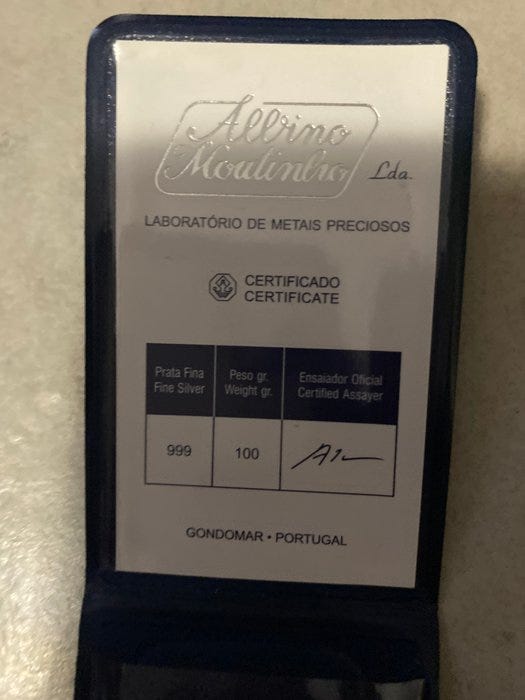 Albino
Moutinho Lda.
LABORATÓRIO DE METAIS PRECIOSOS
CERTIFICADO
CERTIFICATE
Prata Fina Peso gr. Ensaiador Oficial
Fine Silver Weight gr. Certified Assayer
999 100
GONDOMAR • PORTUGAL